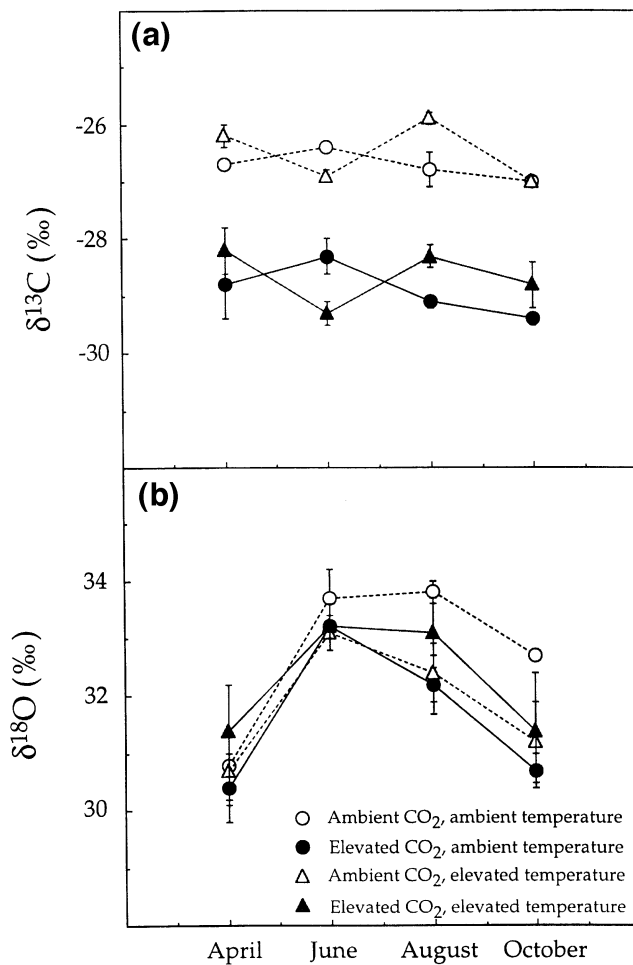 (a)
-26
-28
-30
δ13C (‰)
(b)
34
32
30
δ18O (‰)
Ambient CO2, ambient temperature
Elevated CO2, ambient temperature
Ambient CO2, elevated temperature
Elevated CO2, elevated temperature
April June August October